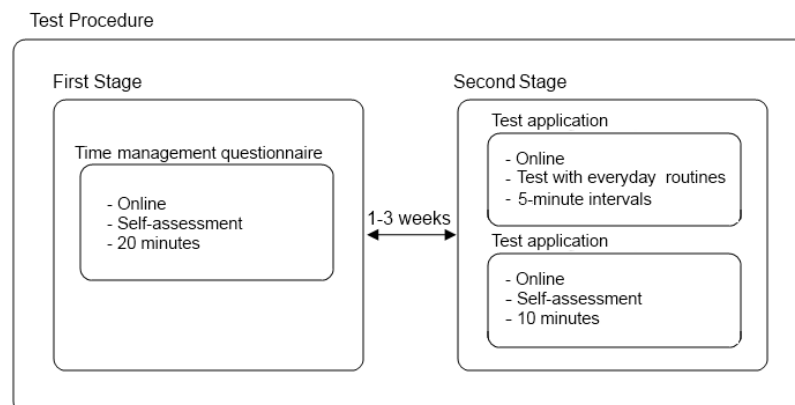 Test Procedure
First Stage
Time management questionnaire
- Online
- Self-assessment
- 20 minutes
1-3 weeks
Second Stage
Test application
- Online
- Test with everyday routines
- 5-minute intervals
Test application
- Online
- Self-assessment
- 10 minutes